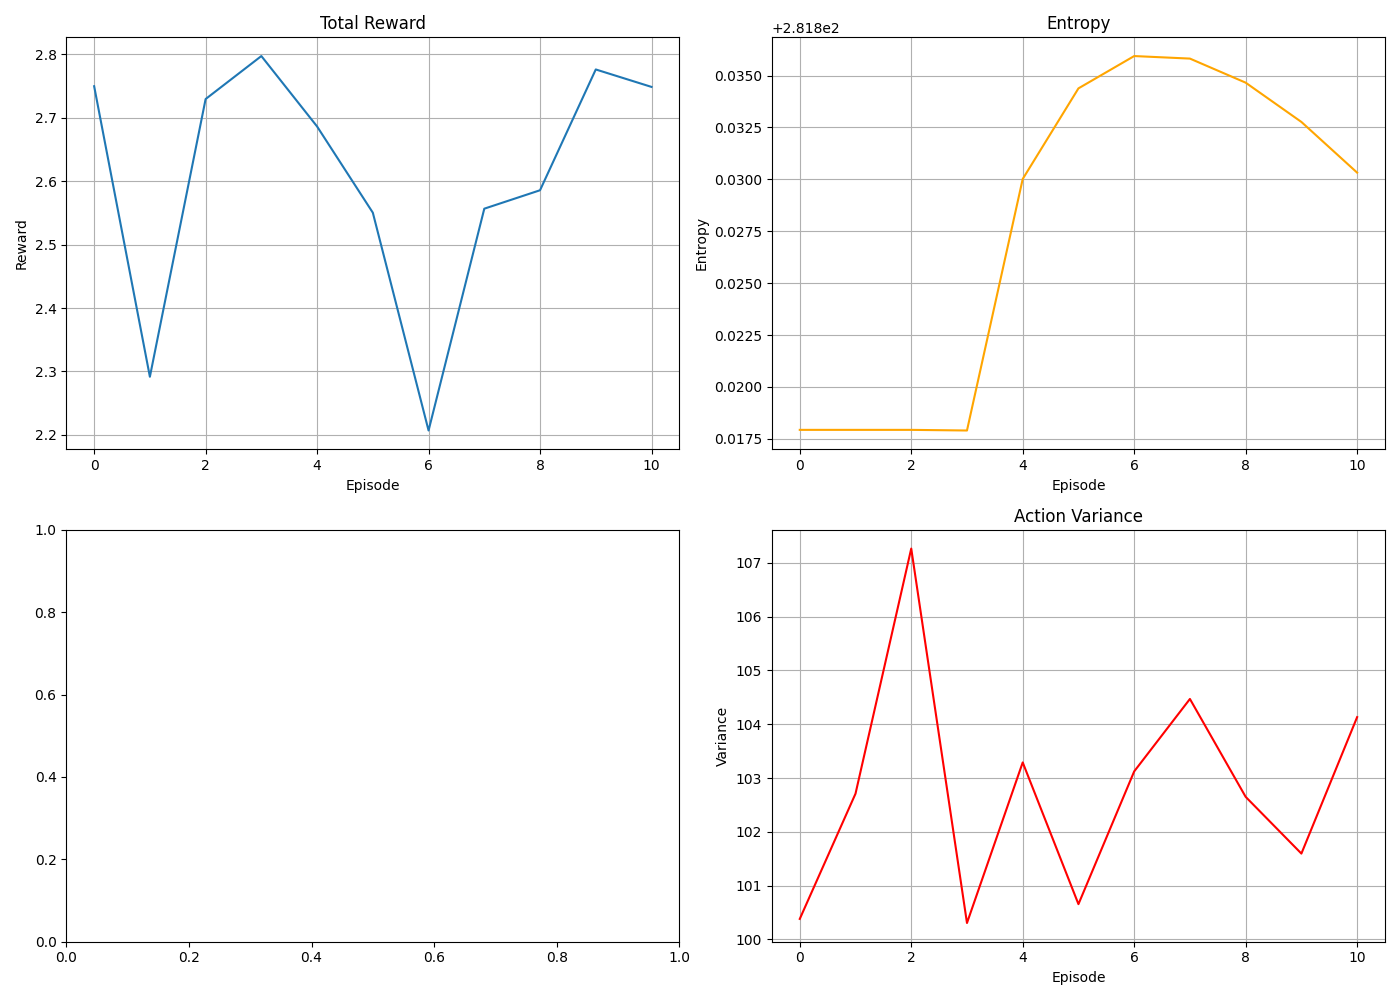 Total Reward
Reward
2.8
2.7
2.6
2.5
2.4
2.3
2.2
0 2 4 6 8 10
Episode
Entropy
+2.818e2
Entropy
0.0350
0.0325
0.0300
0.0275
0.0250
0.0225
0.0200
0.0175
0 2 4 6 8 10
Episode
1.0
0.8
0.6
0.4
0.2
0.0
0.0 0.2 0.4 0.6 0.8 1.0
Action Variance
Variance
107
106
105
104
103
102
101
100
0 2 4 6 8 10
Episode